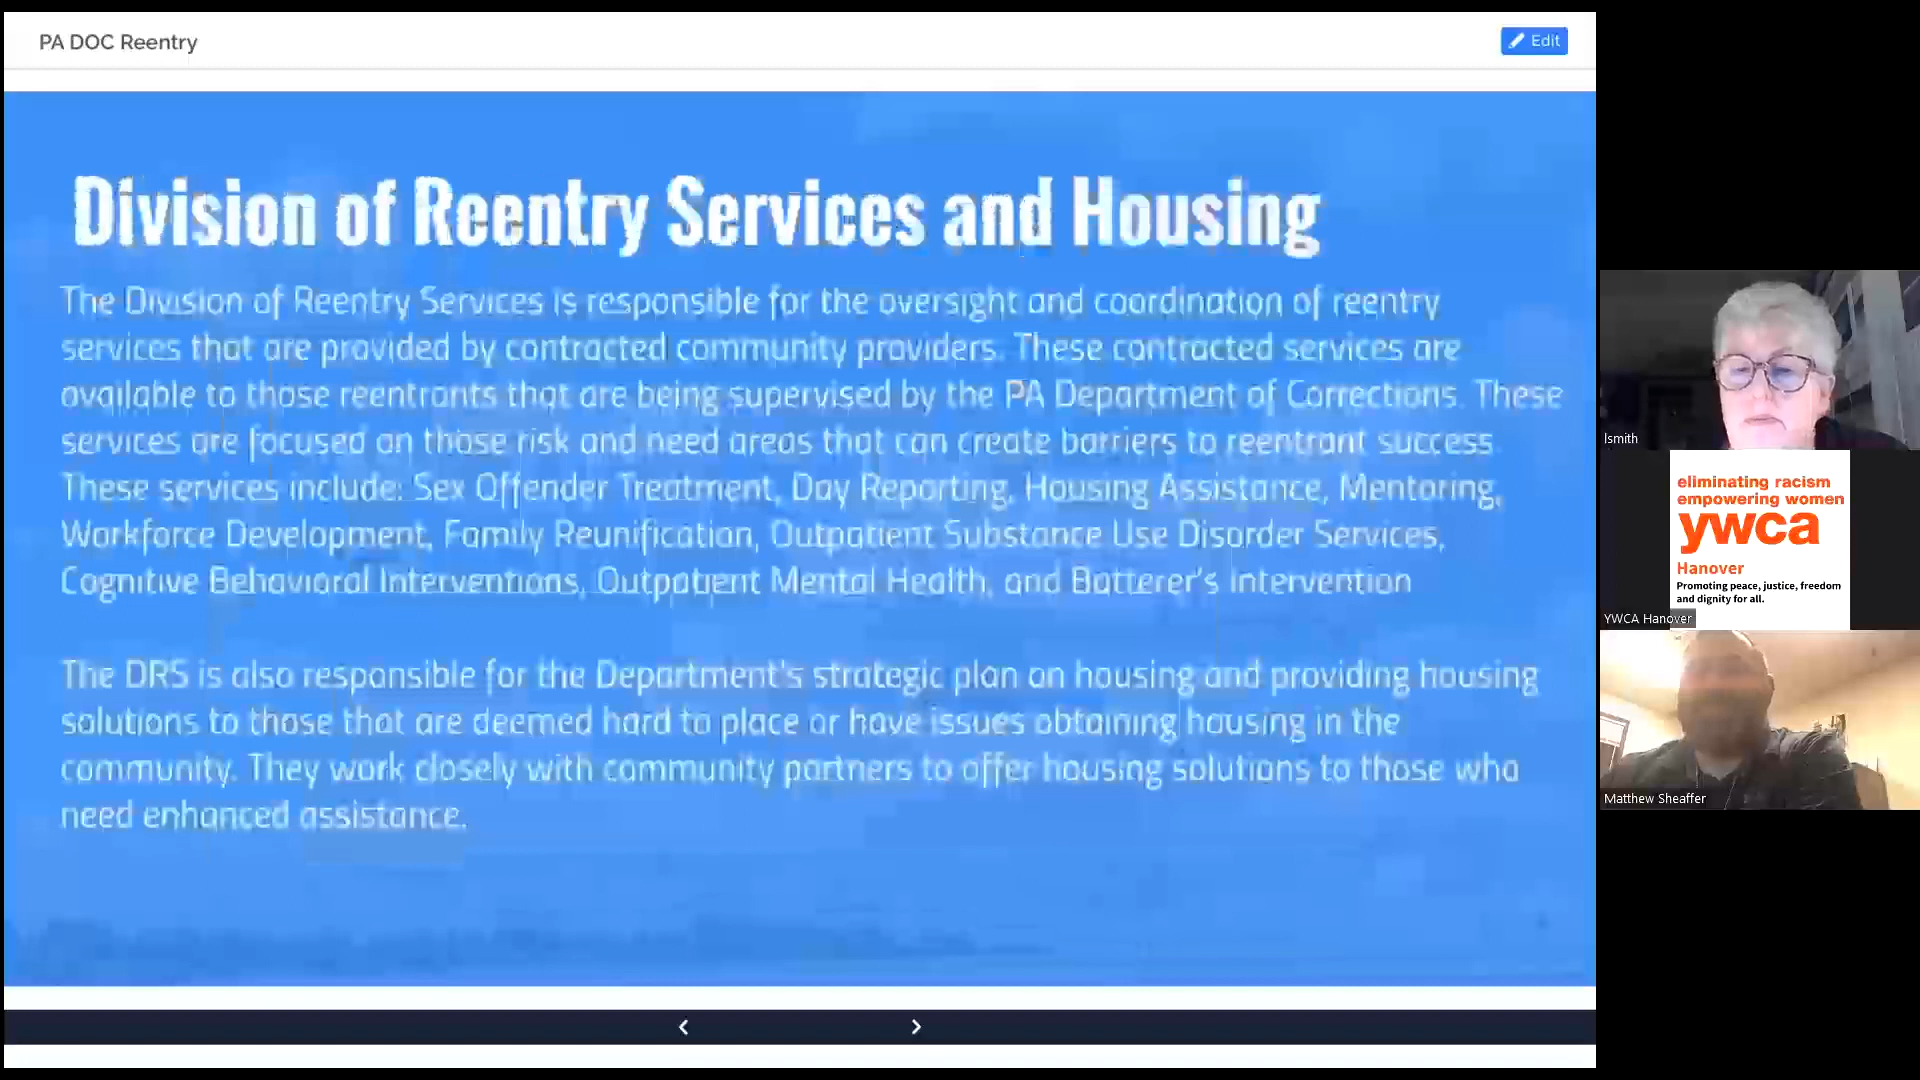 PA DOC Reentry
Edit
Division of Reentry Services and Housing
The Division of Reentry Services is responsible for the oversight and coordination of reentry
services that are provided by contracted community providers. These contracted services are
available to those reentrants that are being supervised by the PA Department of Corrections. These
services are focused on those risk and need areas that can create barriers to reentrant success.
These services include: Sex Offender Treatment, Day Reporting, Housing Assistance, Mentoring,
Workforce Development, Family Reunification, Outpatient Substance Use Disorder Services,
Cognitive Behavioral Interventions, Outpatient Mental Health, and Batterer's Intervention
The DRS is also responsible for the Department's strategic plan on housing and providing housing
solutions to those that are deemed hard to place or have issues obtaining housing in the
community. They work closely with community partners to offer housing solutions to those who
need enhanced assistance.
lsmith
eliminating racism
empowering women
ywca
Hanover
Promoting peace, justice, freedom
and dignity for all.
YWCA Hanover
Matthew Sheaffer